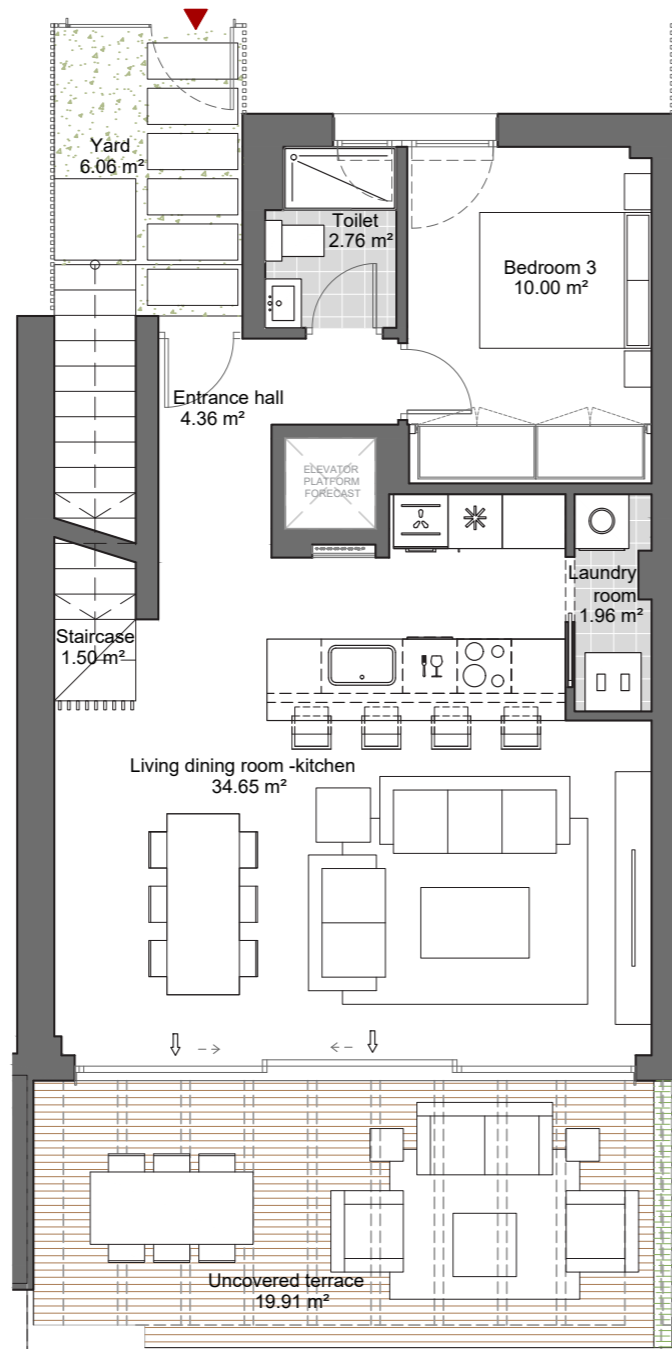 Yard
6.06 m²
Toilet
2.76 m²
Bedroom 3
10.00 m²
Entrance hall
4.36 m²
ELEVATOR
PLATFORM
FORECAST
Laundry
room
1.96 m²
Staircase
1.50 m²
Living dining room -kitchen
34.65 m²
Uncovered terrace
19.91 m²